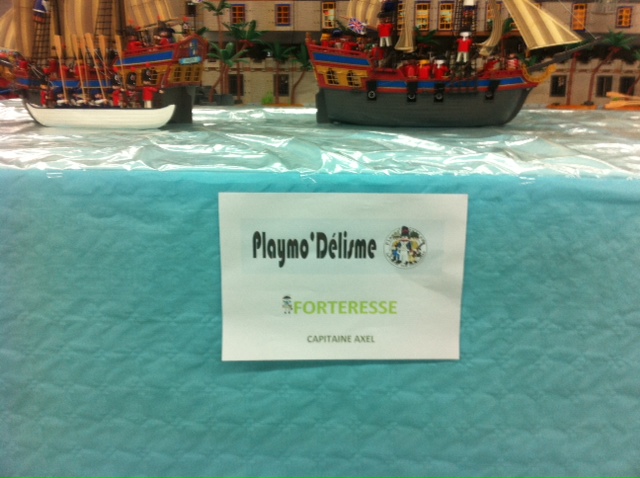 Playmo'Délisme
FORTERESSE
CAPITAINE AXEL